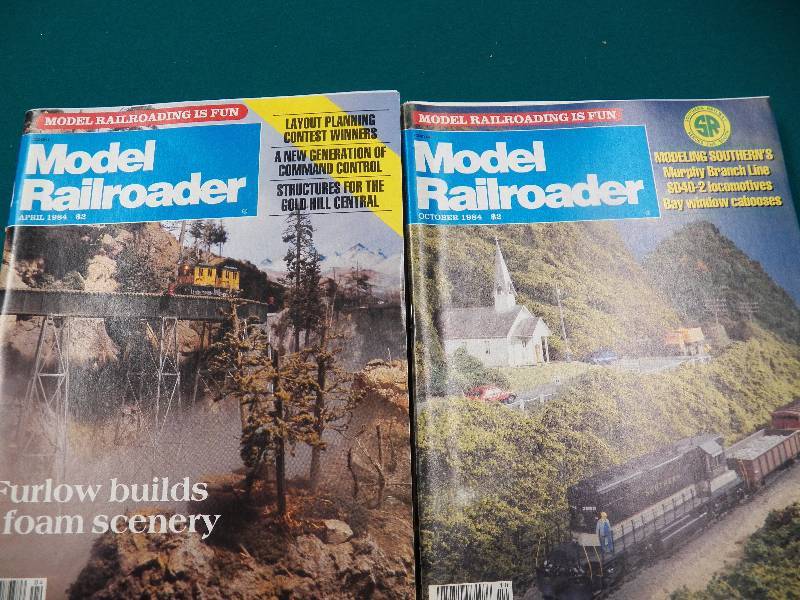 MODEL RAILROADING IS FUN
Model
Railroader
APRIL 1984 $2
LAYOUT PLANNING
CONTEST WINNERS
A NEW GENERATION OF
COMMAND CONTROL
STRUCTURES FOR THE
GOLD HILL CENTRAL
Furlow builds
foam scenery
MODEL RAILROADING IS FUN
Model
Railroader
OCTOBER 1984 $2
SR
MODELING SOUTHERN'S
Murphy Branch Line
SD40-2 locomotives
Bay window cabooses